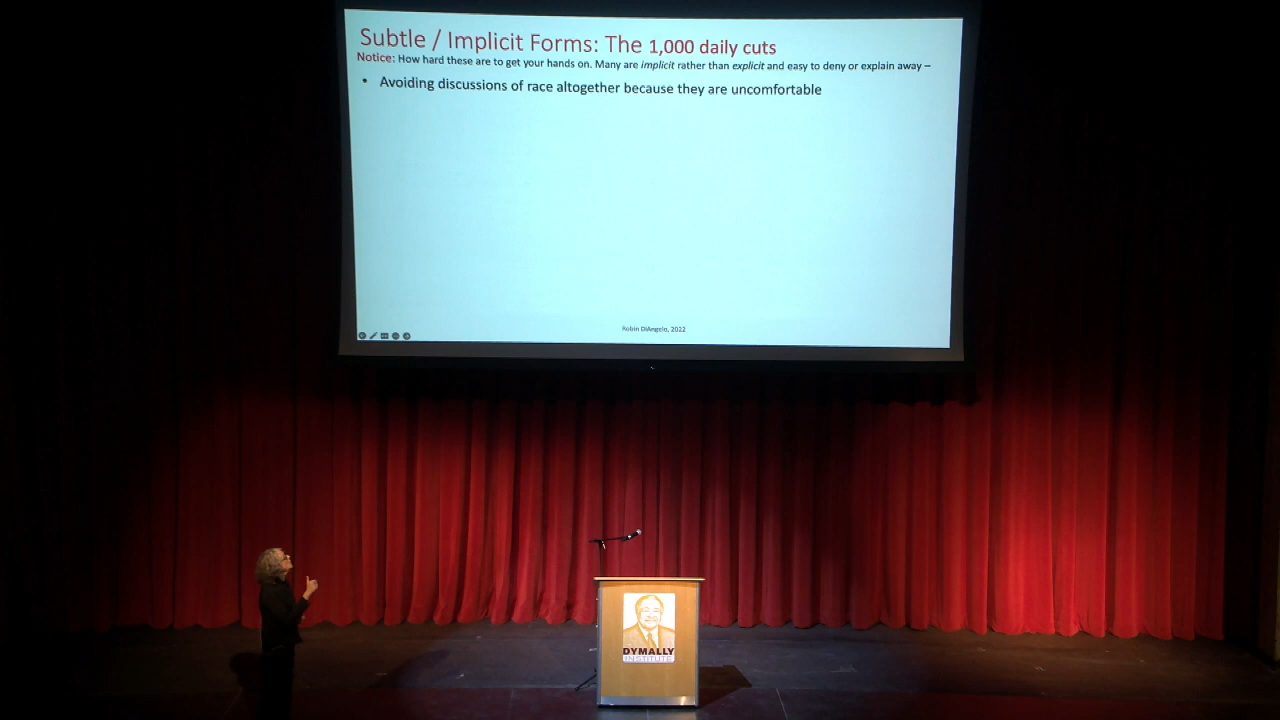 Subtle / Implicit Forms: The 1,000 daily cuts
Notice: How hard these are to get your hands on. Many are implicit rather than explicit and easy to deny or explain away –
• Avoiding discussions of race altogether because they are uncomfortable
Robin DiAngelo, 2022
DYMALLY
INSTITUTE